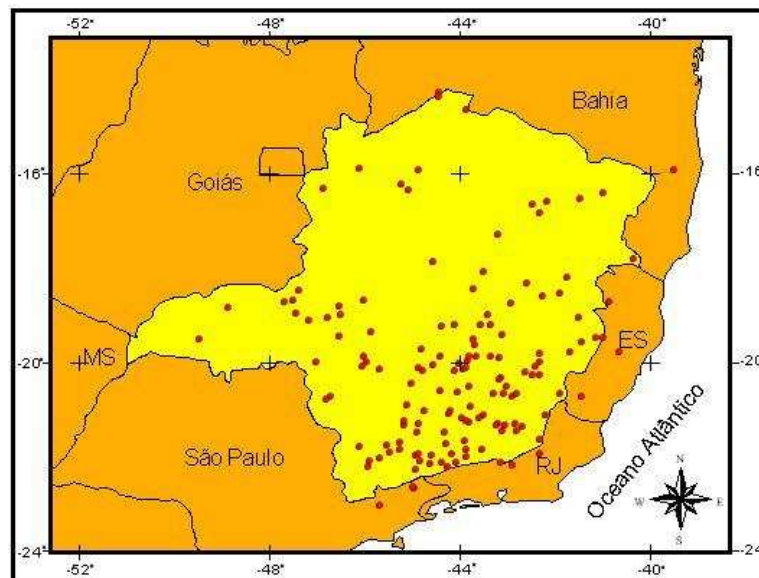 -52° -48° -44° -40°
Bahia
-16° -16°
Goiás
MS ES
-20° -20°
São Paulo RJ
Oceano Atlântico
N
W E
S
-24° -24°
-52° -48° -44° -40°